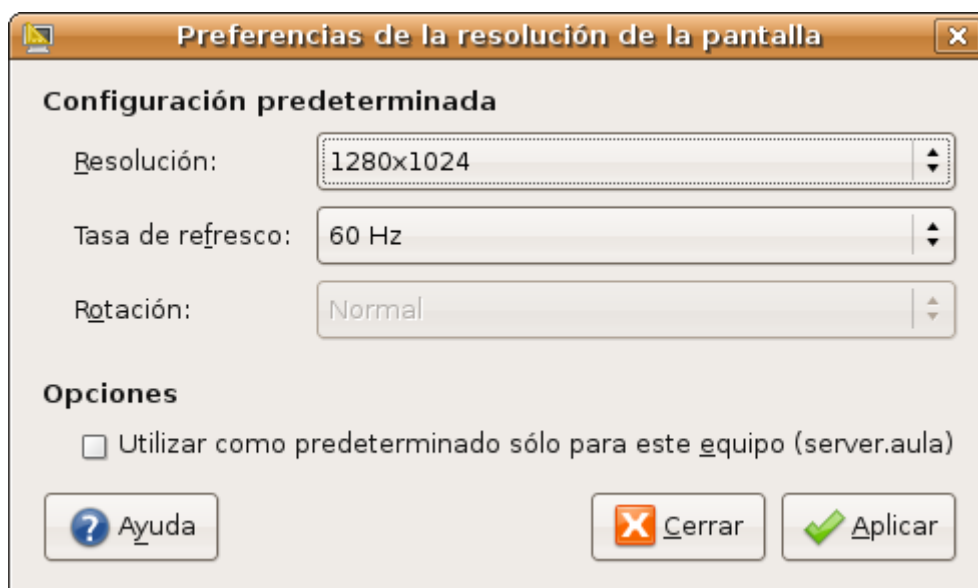 Preferencias de la resolución de la pantalla
Configuración predeterminada
Resolución: 1280x1024
Tasa de refresco: 60 Hz
Rotación: Normal
Opciones
Utilizar como predeterminado sólo para este equipo (server.aula)
Ayuda Cerrar Aplicar